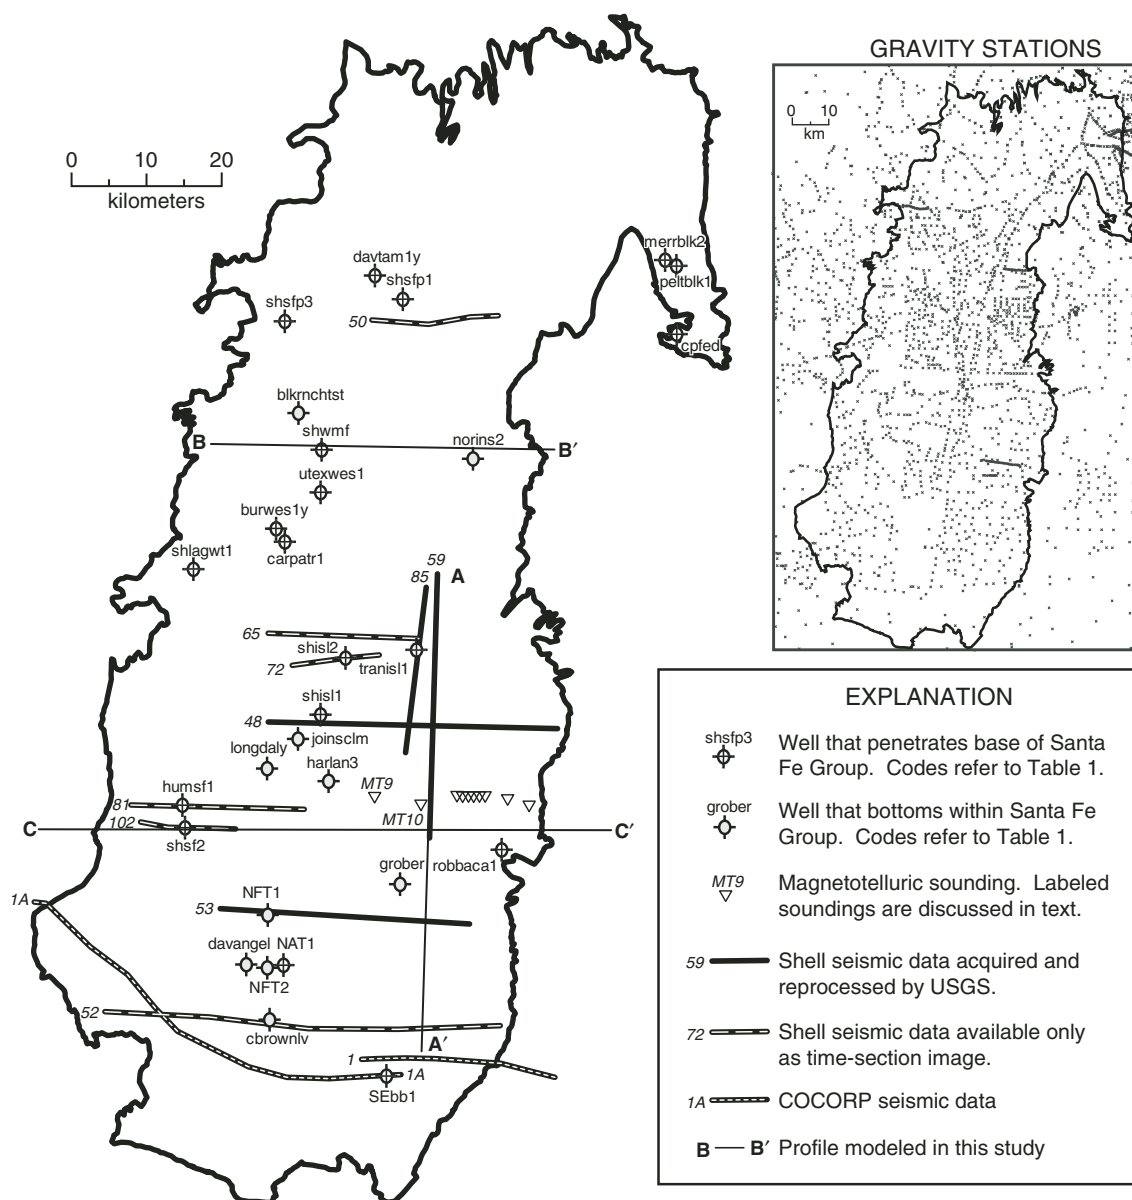 GRAVITY STATIONS
0 10
km
0 10 20
kilometers
merrblk2
davtam1y
peltblk1
shsfp1
shsfp3
50
cpfed
blkrnchtst
shwmf
B
B′
norins2
utexwes1
burwes1y
shlagwt1
carpatr1
59
85
A
65
shisl2
72
tranisl1
shisl1
48
joinsclm
longdaly
harlan3
humsf1
MT9
81
102
MT10
C
C′
shsf2
grober
robbaca1
1A
NFT1
53
davangel
NAT1
NFT2
52
cbrownlv
A′
1
1A
SEbb1
EXPLANATION
shsfp3
Well that penetrates base of Santa
Fe Group. Codes refer to Table 1.
grober
Well that bottoms within Santa Fe
Group. Codes refer to Table 1.
MT9
Magnetotelluric sounding. Labeled
soundings are discussed in text.
59
Shell seismic data acquired and
reprocessed by USGS.
72
Shell seismic data available only
as time-section image.
1A
COCORP seismic data
B B′ Profile modeled in this study